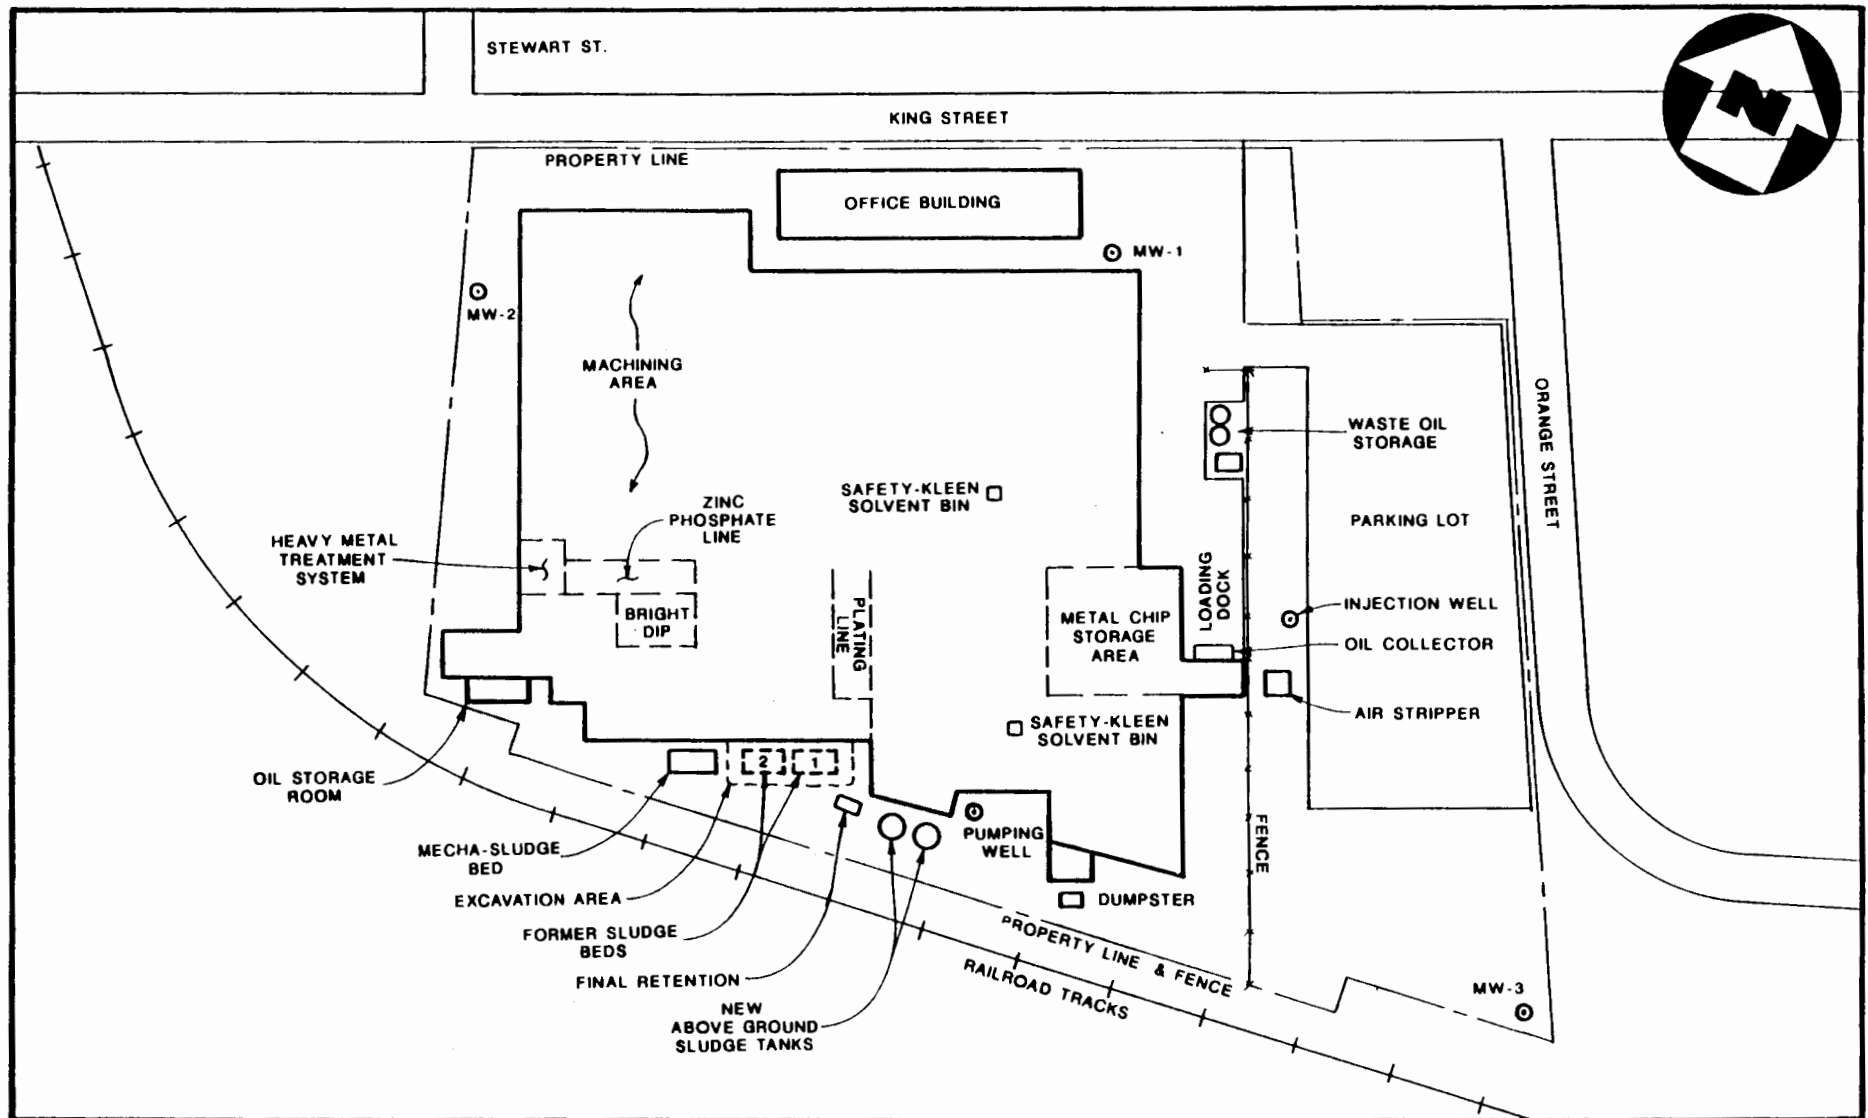 STEWART ST.
KING STREET
PROPERTY LINE
OFFICE BUILDING
N
MW-1
MW-2
MACHINING
AREA
WASTE OIL
STORAGE
ORANGE STREET
SAFETY-KLEEN
SOLVENT BIN
ZINC
PHOSPHATE
LINE
PARKING LOT
HEAVY METAL
TREATMENT
SYSTEM
LOADING
DOCK
BRIGHT
DIP
PLATING
LINE
METAL CHIP
STORAGE
AREA
INJECTION WELL
OIL COLLECTOR
AIR STRIPPER
SAFETY-KLEEN
SOLVENT BIN
OIL STORAGE
ROOM
2
1
MECHA-SLUDGE
BED
PUMPING
WELL
FENCE
EXCAVATION AREA
DUMPSTER
FORMER SLUDGE
BEDS
FINAL RETENTION
PROPERTY LINE & FENCE
RAILROAD TRACKS
MW-3
NEW
ABOVE GROUND
SLUDGE TANKS